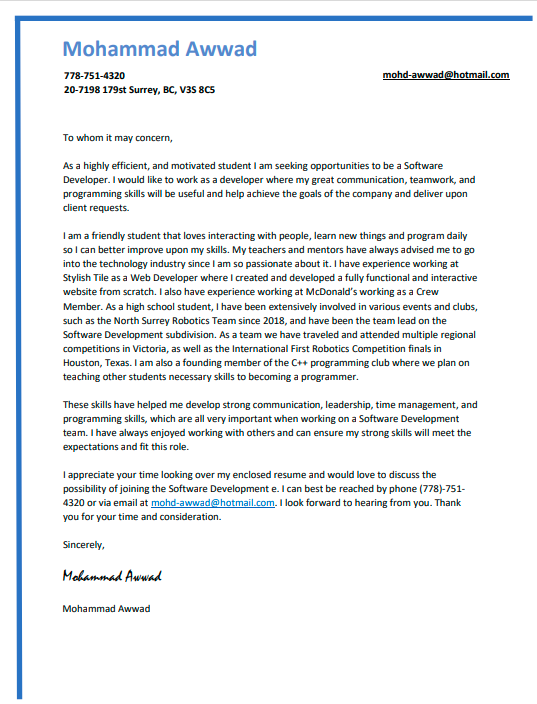 Mohammad Awwad
778-751-4320
mohd-awwad@hotmail.com
20-7198 179st Surrey, BC, V3S 8C5
To whom it may concern,
As a highly efficient, and motivated student I am seeking opportunities to be a Software
Developer. I would like to work as a developer where my great communication, teamwork, and
programming skills will be useful and help achieve the goals of the company and deliver upon
client requests.
I am a friendly student that loves interacting with people, learn new things and program daily
so I can better improve upon my skills. My teachers and mentors have always advised me to go
into the technology industry since I am so passionate about it. I have experience working at
Stylish Tile as a Web Developer where I created and developed a fully functional and interactive
website from scratch. I also have experience working at McDonald's working as a Crew
Member. As a high school student, I have been extensively involved in various events and clubs,
such as the North Surrey Robotics Team since 2018, and have been the team lead on the
Software Development subdivision. As a team we have traveled and attended multiple regional
competitions in Victoria, as well as the International First Robotics Competition finals in
Houston, Texas. I am also a founding member of the C++ programming club where we plan on
teaching other students necessary skills to becoming a programmer.
These skills have helped me develop strong communication, leadership, time management, and
programming skills, which are all very important when working on a Software Development
team. I have always enjoyed working with others and can ensure my strong skills will meet the
expectations and fit this role.
I appreciate your time looking over my enclosed resume and would love to discuss the
possibility of joining the Software Development e. I can best be reached by phone (778)-751-
4320 or via email at mohd-awwad@hotmail.com. I look forward to hearing from you. Thank
you for your time and consideration.
Sincerely,
Mohammad Awwad
Mohammad Awwad